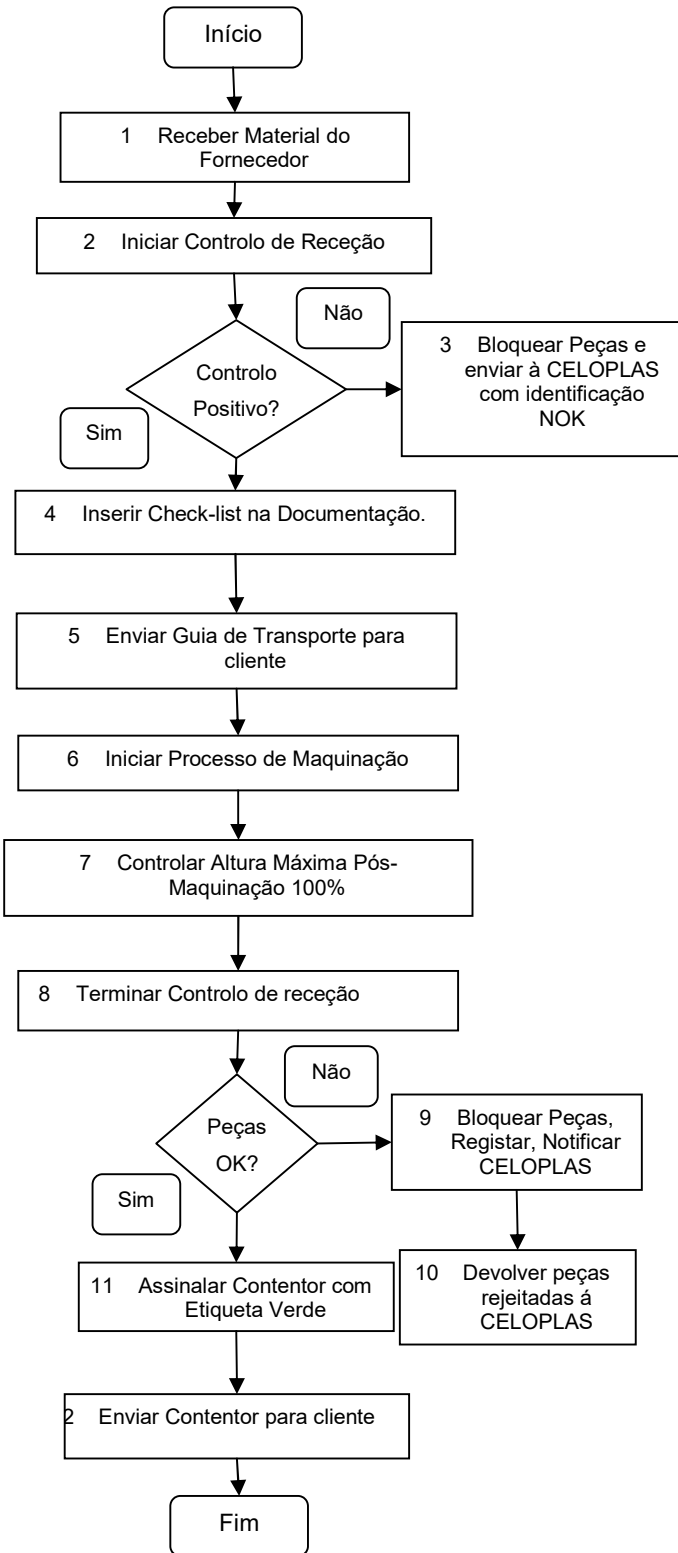 Início
1 Receber Material do
Fornecedor
2 Iniciar Controlo de Receção
Não
Controlo
Positivo?
3 Bloquear Peças e
enviar à CELOPLAS
com identificação
NOK
Sim
4 Inserir Check-list na Documentação.
5 Enviar Guia de Transporte para
cliente
6 Iniciar Processo de Maquinação
7 Controlar Altura Máxima Pós-
Maquinação 100%
8 Terminar Controlo de receção
Não
Peças
OK?
9 Bloquear Peças,
Registar, Notificar
CELOPLAS
Sim
10 Devolver peças
rejeitadas á
CELOPLAS
11 Assinalar Contentor com
Etiqueta Verde
2 Enviar Contentor para cliente
Fim